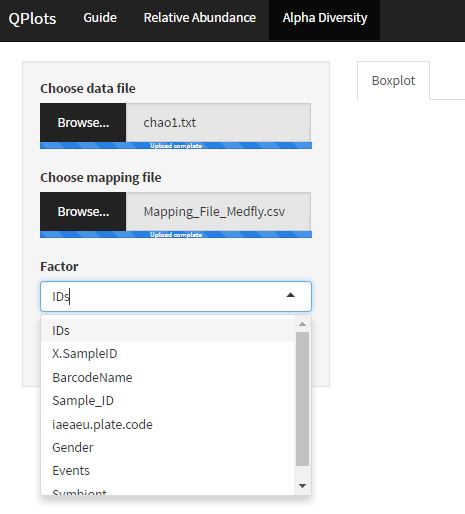 QPlots Guide Relative Abundance Alpha Diversity
Choose data file
Browse... chao1.txt
Upload complete
Choose mapping file
Browse... Mapping_File_Medfly.csv
Upload complete
Factor
IDs
IDs
X.SampleID
BarcodeName
Sample_ID
iaeaeu.plate.code
Gender
Events
Symbiont
Boxplot